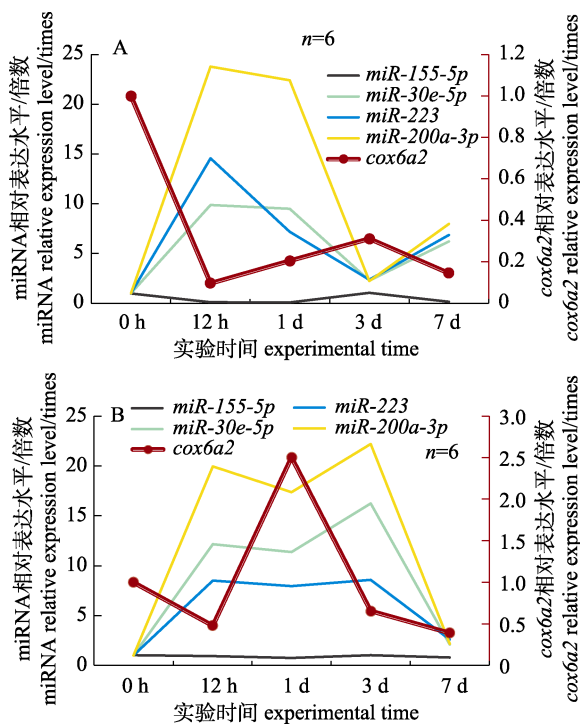 A
n=6
miR-155-5p
miR-30e-5p
miR-223
miR-200a-3p
cox6a2
miRNA相对表达水平/倍数
miRNA relative expression level/times
25
20
15
10
5
0
1.2
1.0
0.8
0.6
0.4
0.2
0
cox6a2相对表达水平/倍数
cox6a2 relative expression level/times
0 h
12 h
1 d
3 d
7 d
实验时间 experimental time
B
miR-155-5p
miR-223
miR-30e-5p
miR-200a-3p
cox6a2
n=6
miRNA相对表达水平/倍数
miRNA relative expression level/times
25
20
15
10
5
0
3.0
2.5
2.0
1.5
1.0
0.5
0
cox6a2相对表达水平/倍数
cox6a2 relative expression level/times
0 h
12 h
1 d
3 d
7 d
实验时间 experimental time